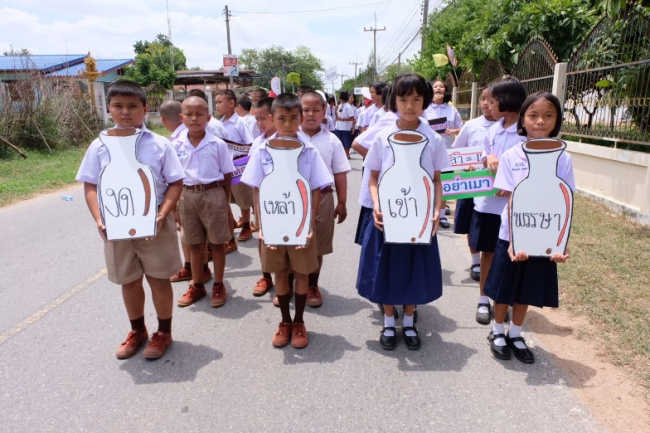 งด
เหล้า
เข้า
พรรษา
อย่าเมา